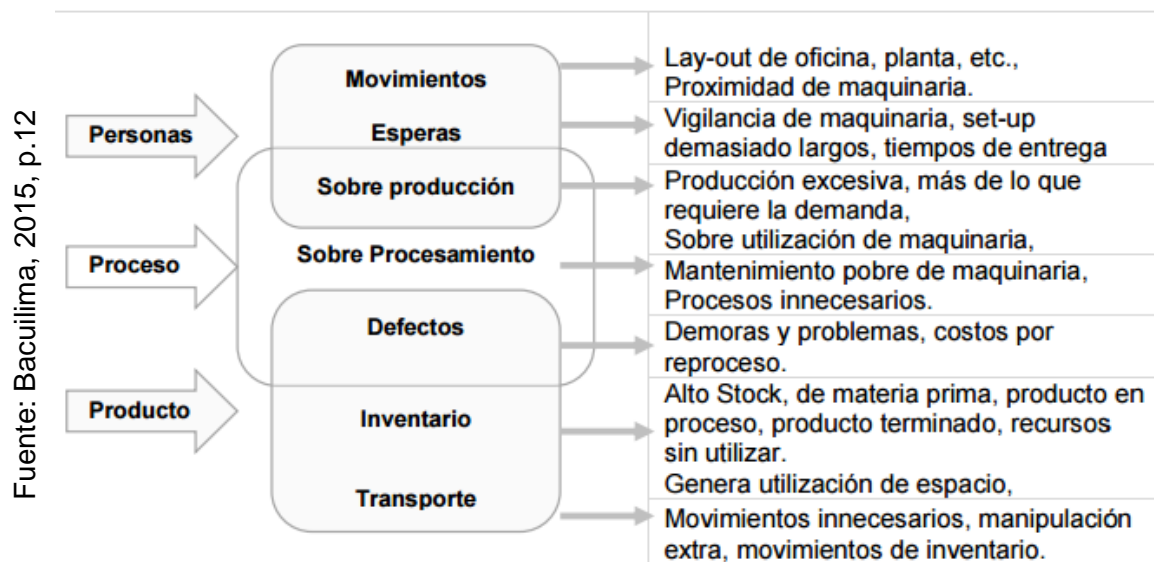 Fuente: Bacuilima, 2015, p.12
Personas
Proceso
Producto
Movimientos
Esperas
Sobre producción
Sobre Procesamiento
Defectos
Inventario
Transporte
Lay-out de oficina, planta, etc.,
Proximidad de maquinaria.
Vigilancia de maquinaria, set-up
demasiado largos, tiempos de entrega
Producción excesiva, más de lo que
requiere la demanda,
Sobre utilización de maquinaria,
Mantenimiento pobre de maquinaria,
Procesos innecesarios.
Demoras y problemas, costos por
reproceso.
Alto Stock, de materia prima, producto en
proceso, producto terminado, recursos
sin utilizar.
Genera utilización de espacio,
Movimientos innecesarios, manipulación
extra, movimientos de inventario.